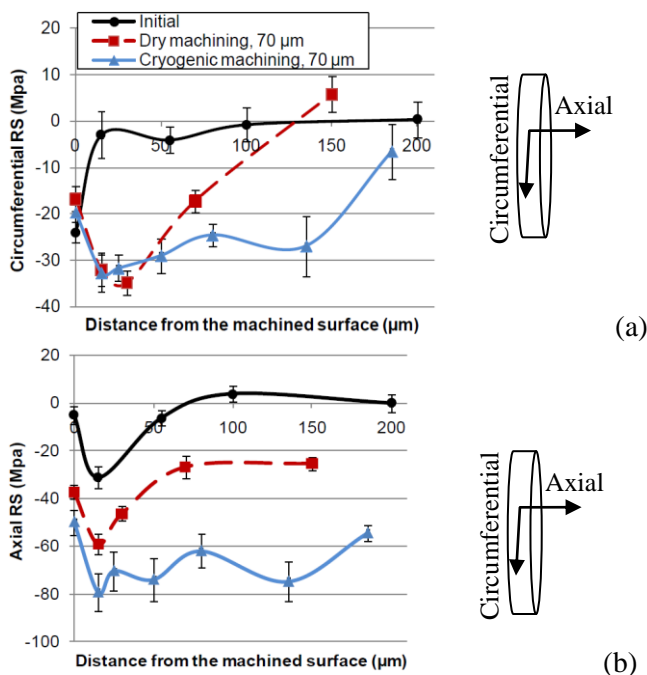 Initial
Dry machining, 70 µm
Cryogenic machining, 70 µm
Circumferential RS (Mpa)
20
10
0
-10
-20
-30
-40
0
50
100
150
200
Distance from the machined surface (µm)
Circumferential
Axial
(a)
Axial RS (Mpa)
20
0
-20
-40
-60
-80
-100
0
50
100
150
200
Distance from the machined surface (µm)
Circumferential
Axial
(b)